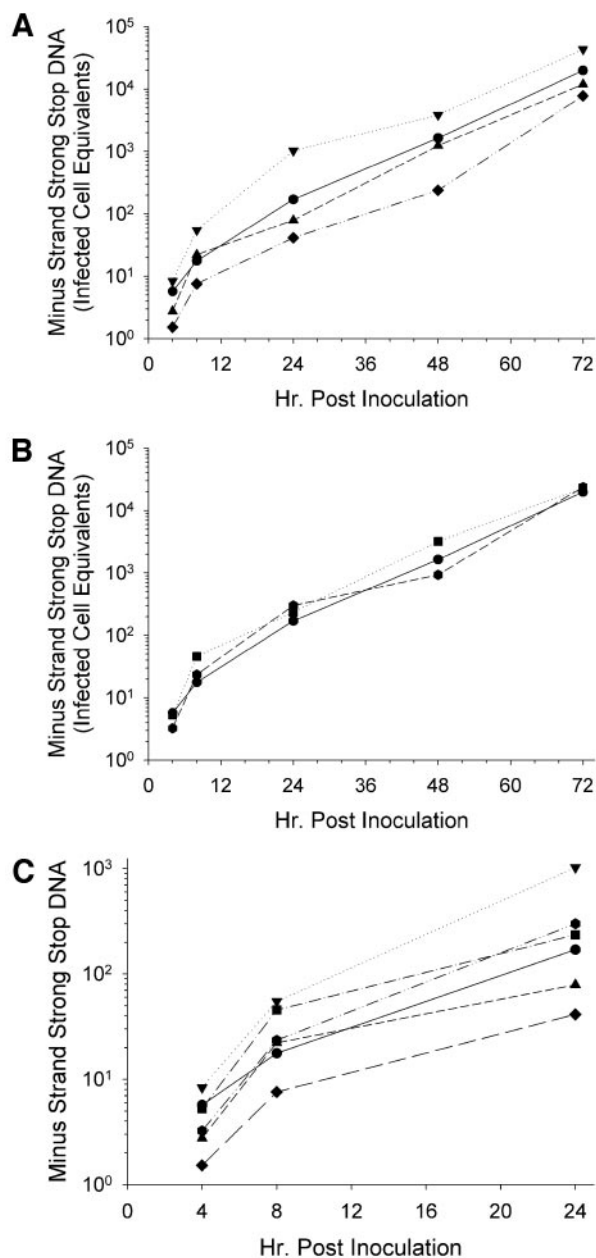 A
Minus Strand Strong Stop DNA
(Infected Cell Equivalents)
10^5
10^4
10^3
10^2
10^1
10^0
0 12 24 36 48 60 72
Hr. Post Inoculation
B
Minus Strand Strong Stop DNA
(Infected Cell Equivalents)
10^5
10^4
10^3
10^2
10^1
10^0
0 12 24 36 48 60 72
Hr. Post Inoculation
C
Minus Strand Strong Stop DNA
10^3
10^2
10^1
10^0
0 4 8 12 16 20 24
Hr. Post Inoculation